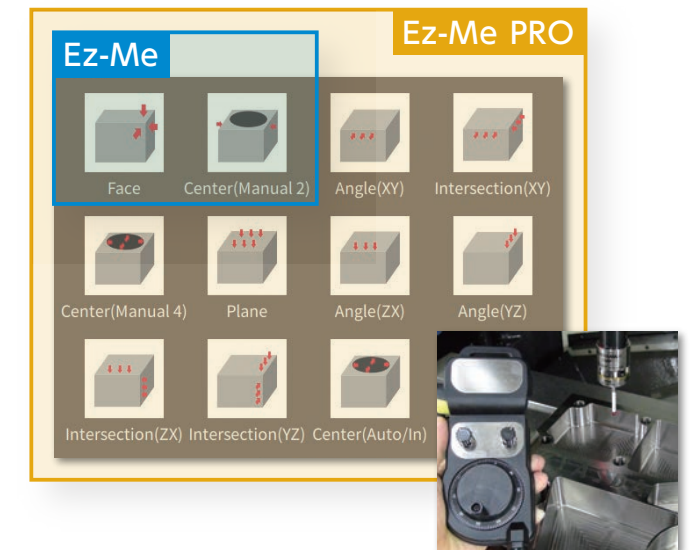 Ez-Me PRO
Ez-Me
Face
Center(Manual 2)
Angle(XY)
Intersection(XY)
Center(Manual 4)
Plane
Angle(ZX)
Angle(YZ)
Intersection(ZX)
Intersection(YZ)
Center(Auto/In)